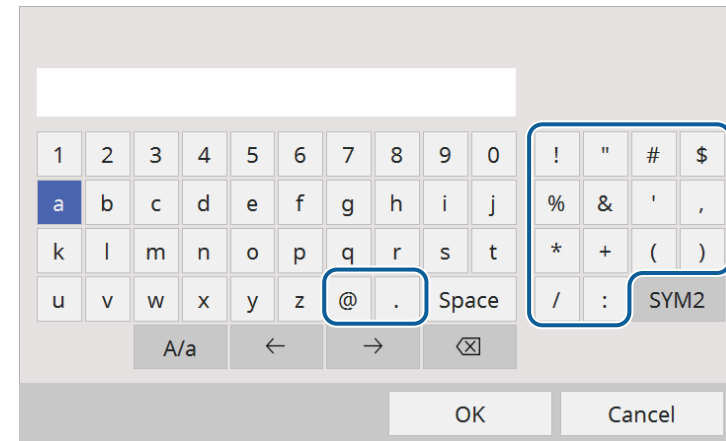 1 2 3 4 5 6 7 8 9 0 ! " # $
a b c d e f g h i j % & ' ,
k l m n o p q r s t * + ( )
u v w x y z @ . Space / : SYM2
A/a ← →
OK Cancel